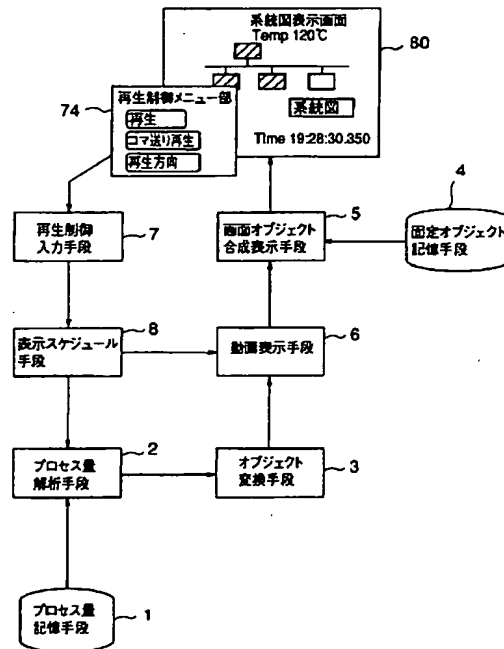 系統図表示画面
Temp 120℃
80
系統図
Time 19:28:30.350
74
再生制御メニュー部
再生
コマ送り再生
再生方向
再生制御
入力手段
7
画面オブジェクト
合成表示手段
5
固定オブジェクト
記憶手段
4
表示スケジュール
手段
8
動画表示手段
6
プロセス量
解析手段
2
オブジェクト
変換手段
3
プロセス量
記憶手段
1